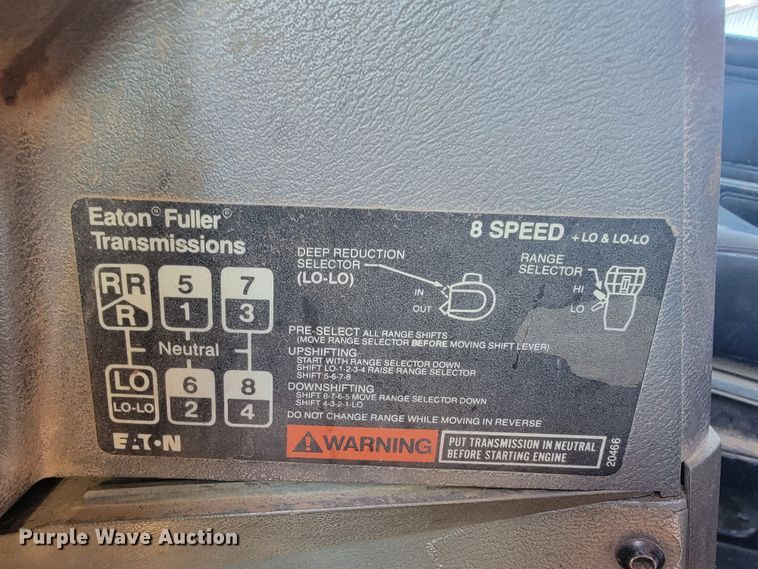 Eaton® Fuller®
Transmissions
8 SPEED + LO & LO-LO
R R 5 7
R 1 3
Neutral
LO 6 8
LO-LO 2 4
EATON
DEEP REDUCTION
SELECTOR
(LO-LO)
IN
OUT
RANGE
SELECTOR
HI
LO
PRE-SELECT ALL RANGE SHIFTS
(MOVE RANGE SELECTOR BEFORE MOVING SHIFT LEVER)
UPSHIFTING
START WITH RANGE SELECTOR DOWN
SHIFT LO-1-2-3-4 RAISE RANGE SELECTOR
SHIFT 5-6-7-8
DOWNSHIFTING
SHIFT 8-7-6-5 MOVE RANGE SELECTOR DOWN
SHIFT 4-3-2-1-LO
DO NOT CHANGE RANGE WHILE MOVING IN REVERSE
WARNING
PUT TRANSMISSION IN NEUTRAL
BEFORE STARTING ENGINE
20466
Purple Wave Auction